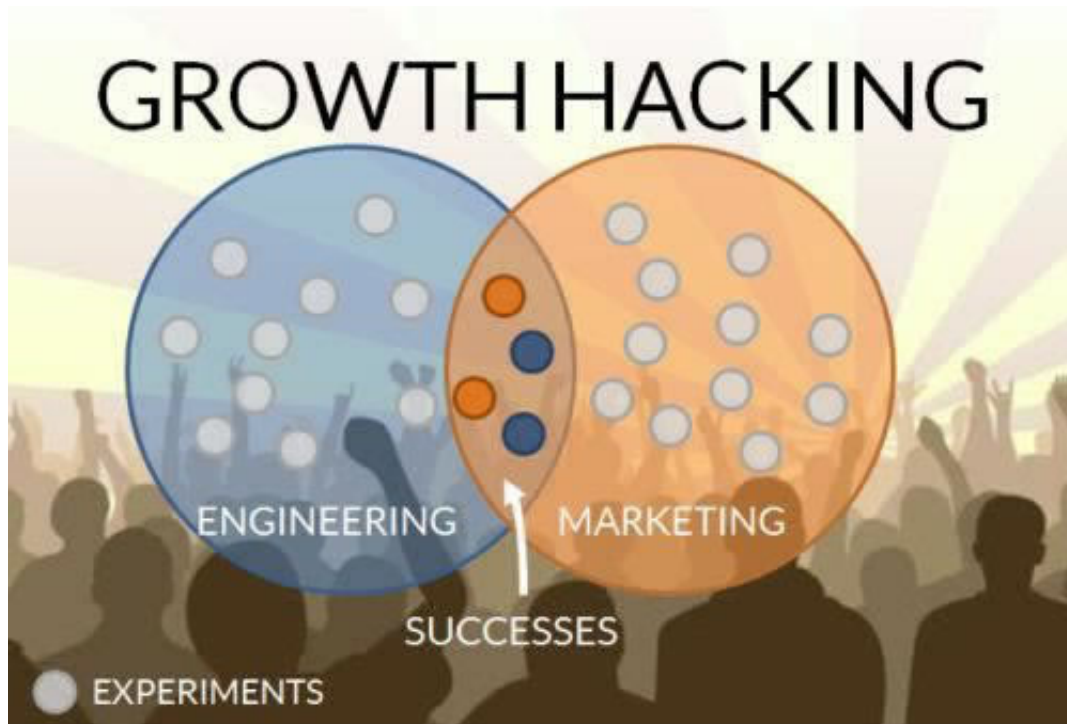 GROWTH HACKING
ENGINEERING
MARKETING
SUCCESSES
EXPERIMENTS